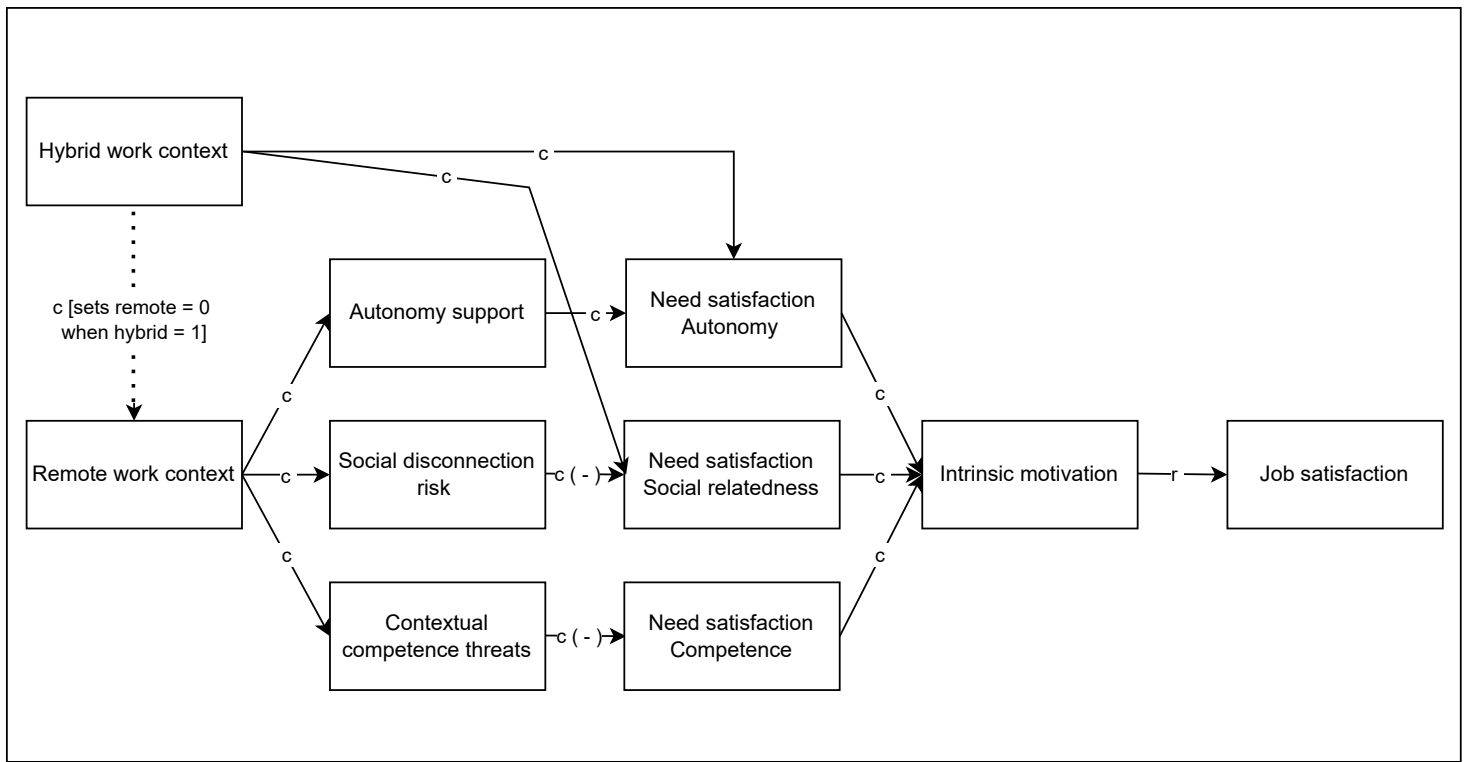 Hybrid work context
c
c
c [sets remote = 0
when hybrid = 1]
Autonomy support
c
Need satisfaction
Autonomy
c
c
Remote work context
c
Social disconnection
risk
c ( - )
Need satisfaction
Social relatedness
c
Intrinsic motivation
r
Job satisfaction
c
c
Contextual
competence threats
c ( - )
Need satisfaction
Competence